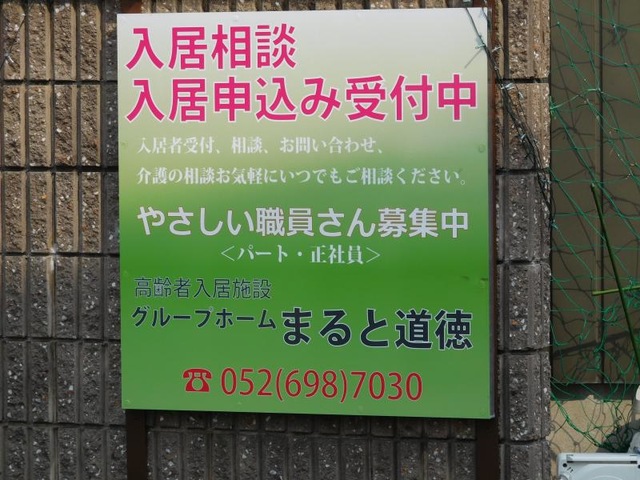 入居相談
入居申込み受付中
入居者受付、相談、お問い合わせ、
介護の相談お気軽にいつでもご相談ください。
やさしい職員さん募集中
＜パート・正社員＞
高齢者入居施設
グループホーム まると道徳
☎ 052(698)7030